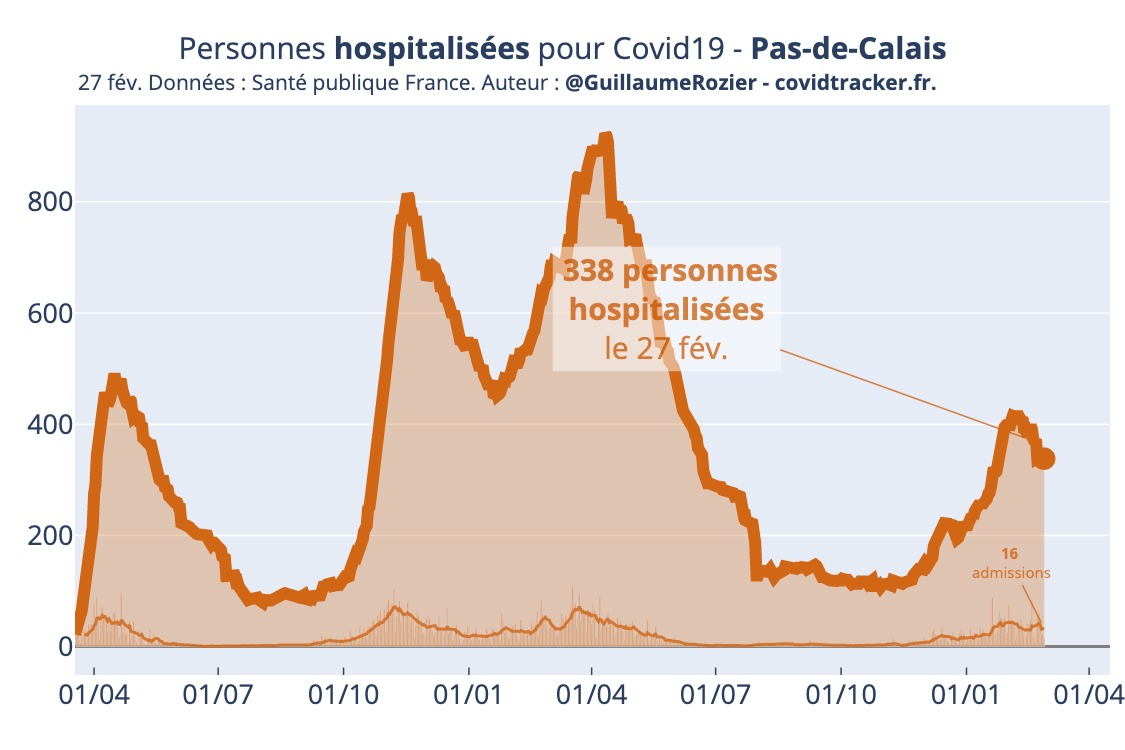 Personnes hospitalisées pour Covid19 - Pas-de-Calais
27 fév. Données : Santé publique France. Auteur : @GuillaumeRozier - covidtracker.fr.
800
600
400
200
0
338 personnes
hospitalisées
le 27 fév.
16
admissions
01/04 01/07 01/10 01/01 01/04 01/07 01/10 01/01 01/04